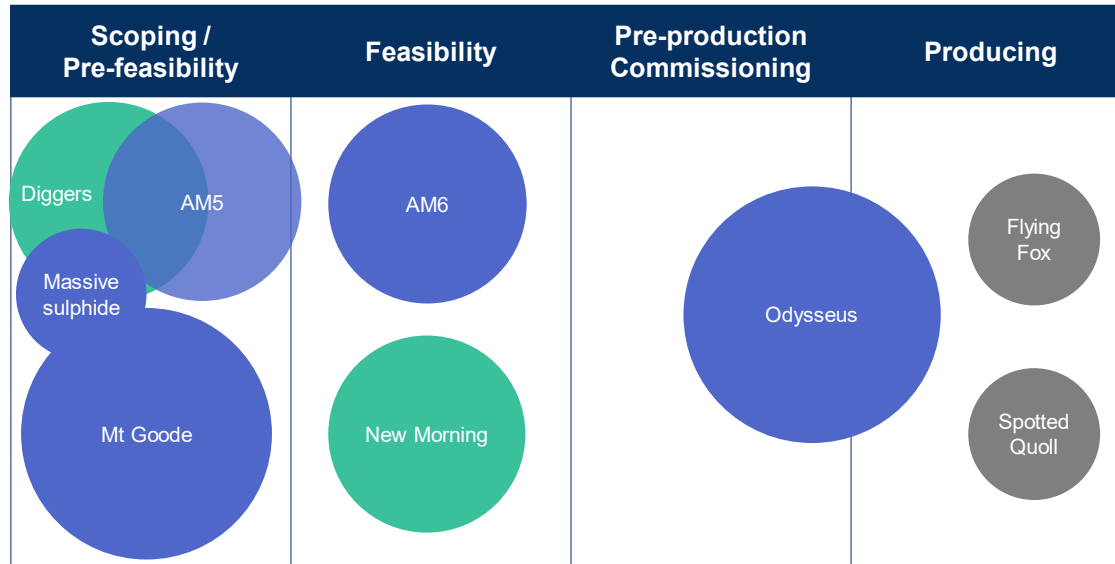 Scoping /
Pre-feasibility
Feasibility
Pre-production
Commissioning
Producing
Diggers
AM5
Massive
sulphide
Mt Goode
AM6
New Morning
Odysseus
Flying
Fox
Spotted
Quoll